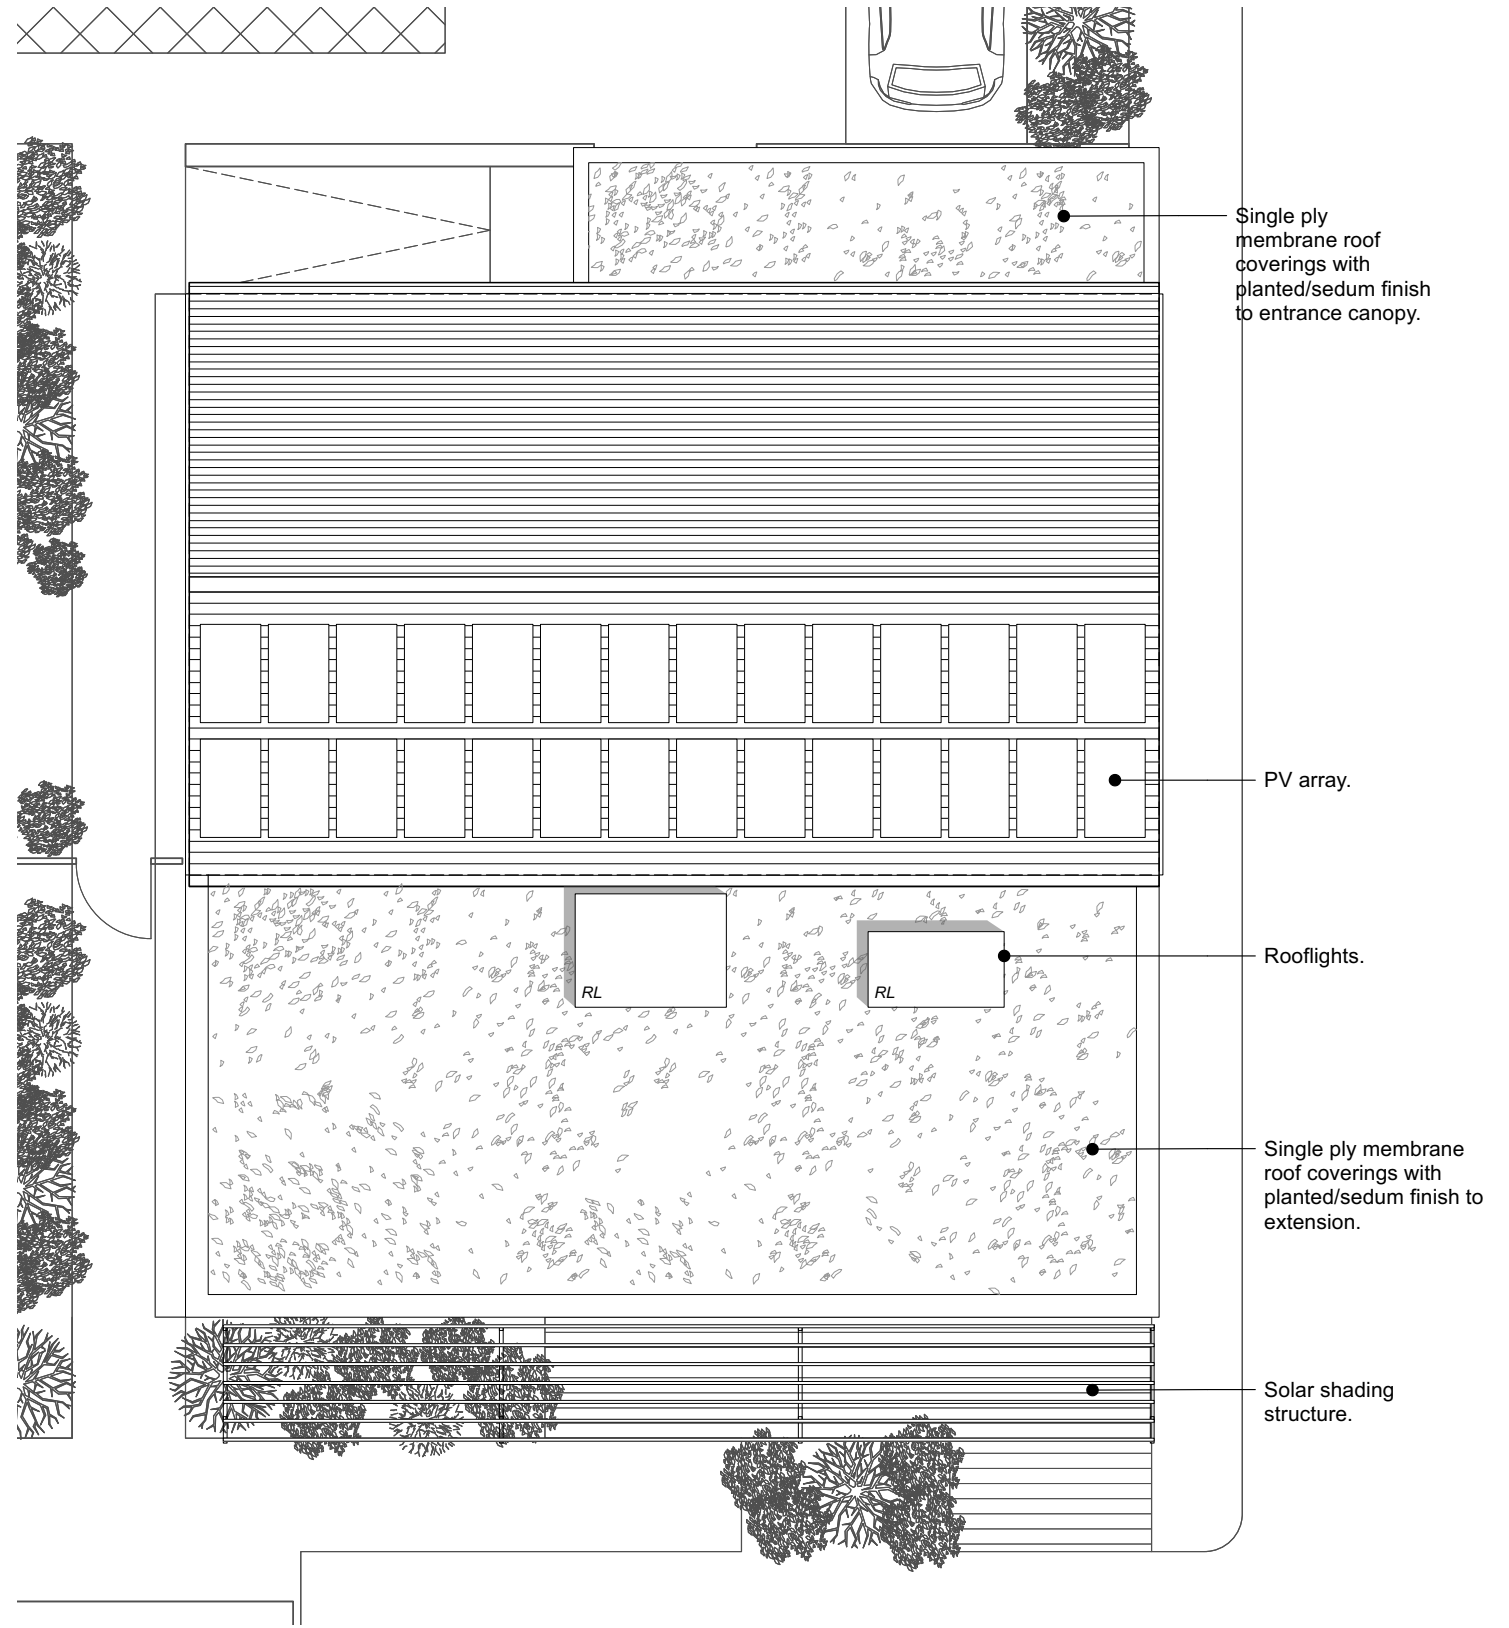 Single ply
membrane roof
coverings with
planted/sedum finish
to entrance canopy.
PV array.
Rooflights.
RL
RL
Single ply membrane
roof coverings with
planted/sedum finish to
extension.
Solar shading
structure.